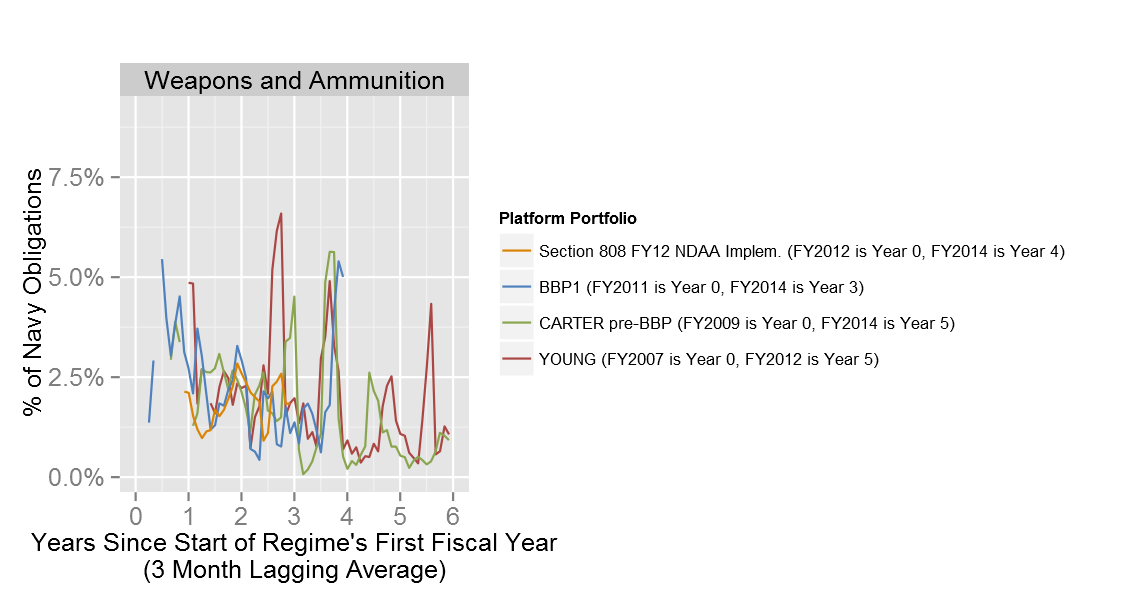 Weapons and Ammunition
% of Navy Obligations
7.5%
5.0%
2.5%
0.0%
0 1 2 3 4 5 6
Years Since Start of Regime's First Fiscal Year
(3 Month Lagging Average)
Platform Portfolio
Section 808 FY12 NDAA Implem. (FY2012 is Year 0, FY2014 is Year 4)
BBP1 (FY2011 is Year 0, FY2014 is Year 3)
CARTER pre-BBP (FY2009 is Year 0, FY2014 is Year 5)
YOUNG (FY2007 is Year 0, FY2012 is Year 5)